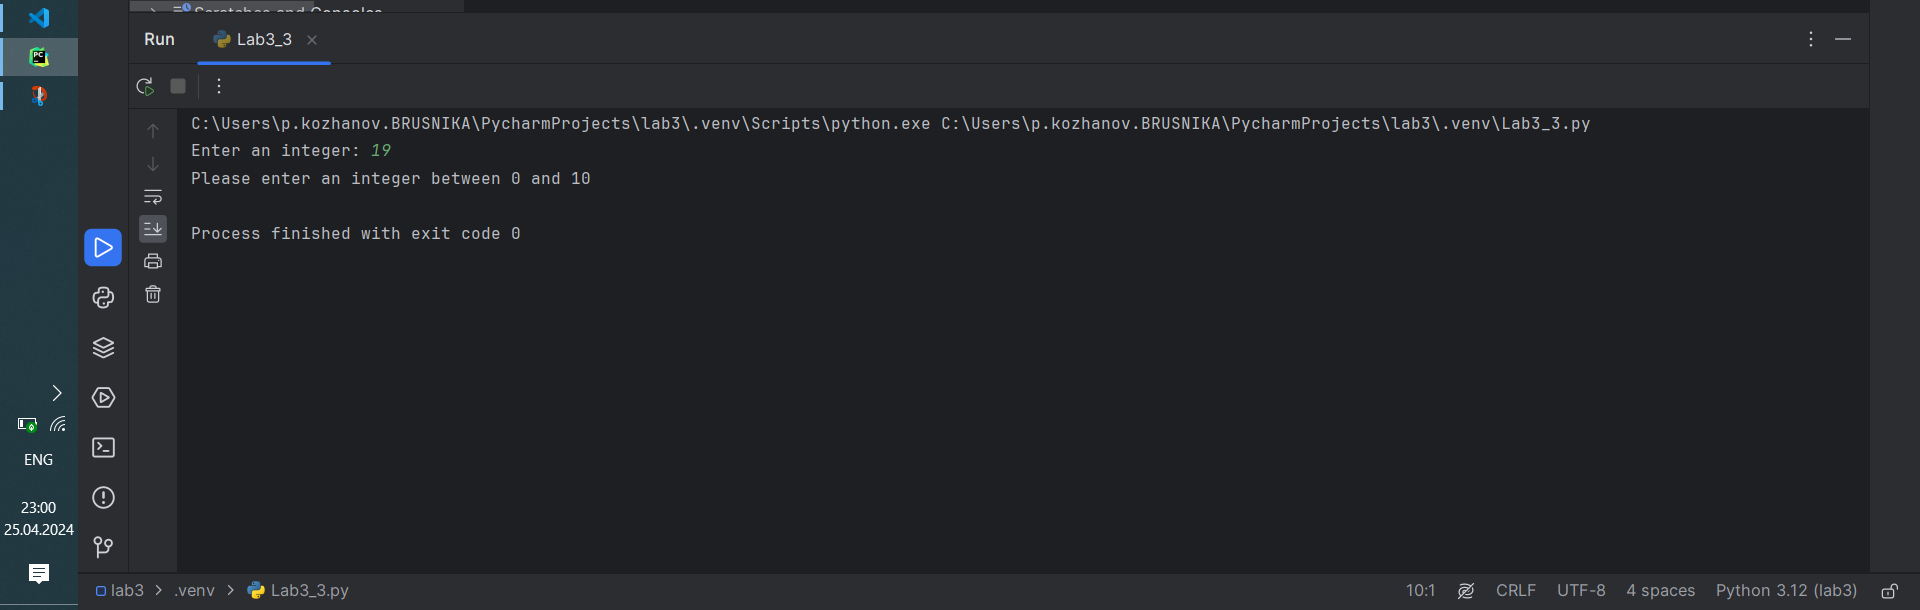 Scratches and Consoles
Run Lab3_3
C:\Users\p.kozhanov.BRUSNIKA\PycharmProjects\lab3\.venv\Scripts\python.exe C:\Users\p.kozhanov.BRUSNIKA\PycharmProjects\lab3\.venv\Lab3_3.py
Enter an integer: 19
Please enter an integer between 0 and 10
Process finished with exit code 0
ENG
23:00
25.04.2024
lab3 > .venv > Lab3_3.py 10:1 CRLF UTF-8 4 spaces Python 3.12 (lab3)